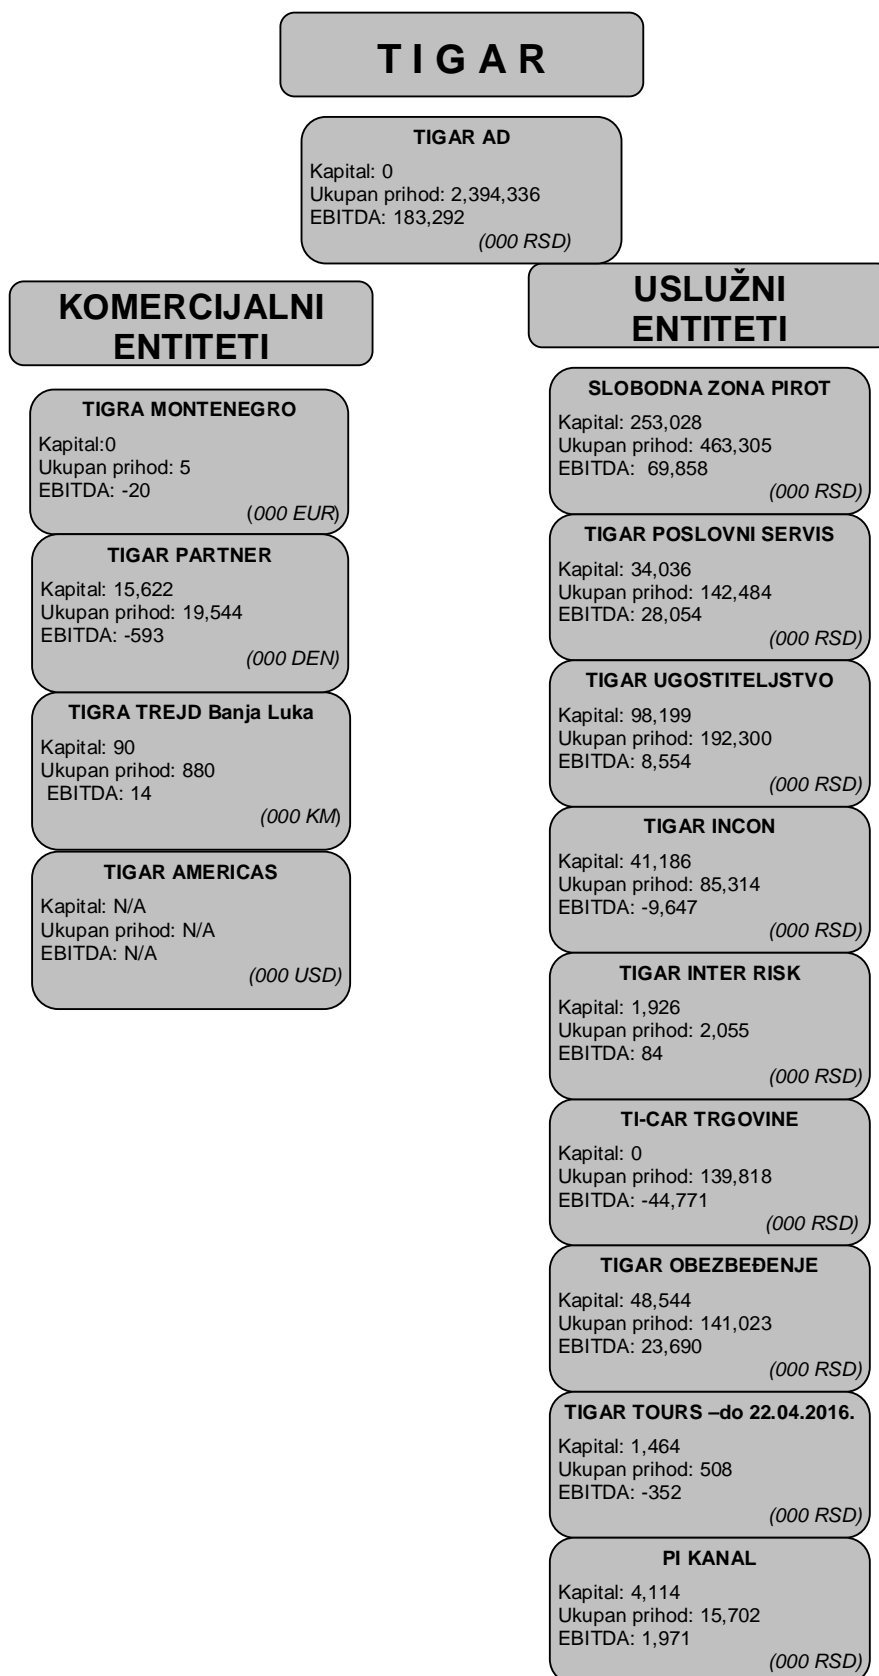 T I G A R
TIGAR AD
Kapital: 0
Ukupan prihod: 2,394,336
EBITDA: 183,292
(000 RSD)
KOMERCIJALNI
ENTITETI
TIGRA MONTENEGRO
Kapital:0
Ukupan prihod: 5
EBITDA: -20
(000 EUR)
TIGAR PARTNER
Kapital: 15,622
Ukupan prihod: 19,544
EBITDA: -593
(000 DEN)
TIGRA TREJD Banja Luka
Kapital: 90
Ukupan prihod: 880
EBITDA: 14
(000 KM)
TIGAR AMERICAS
Kapital: N/A
Ukupan prihod: N/A
EBITDA: N/A
(000 USD)
USLUŽNI
ENTITETI
SLOBODNA ZONA PIROT
Kapital: 253,028
Ukupan prihod: 463,305
EBITDA: 69,858
(000 RSD)
TIGAR POSLOVNI SERVIS
Kapital: 34,036
Ukupan prihod: 142,484
EBITDA: 28,054
(000 RSD)
TIGAR UGOSTITELJSTVO
Kapital: 98,199
Ukupan prihod: 192,300
EBITDA: 8,554
(000 RSD)
TIGAR INCON
Kapital: 41,186
Ukupan prihod: 85,314
EBITDA: -9,647
(000 RSD)
TIGAR INTER RISK
Kapital: 1,926
Ukupan prihod: 2,055
EBITDA: 84
(000 RSD)
TI-CAR TRGOVINE
Kapital: 0
Ukupan prihod: 139,818
EBITDA: -44,771
(000 RSD)
TIGAR OBEZBEĐENJE
Kapital: 48,544
Ukupan prihod: 141,023
EBITDA: 23,690
(000 RSD)
TIGAR TOURS –do 22.04.2016.
Kapital: 1,464
Ukupan prihod: 508
EBITDA: -352
(000 RSD)
PI KANAL
Kapital: 4,114
Ukupan prihod: 15,702
EBITDA: 1,971
(000 RSD)